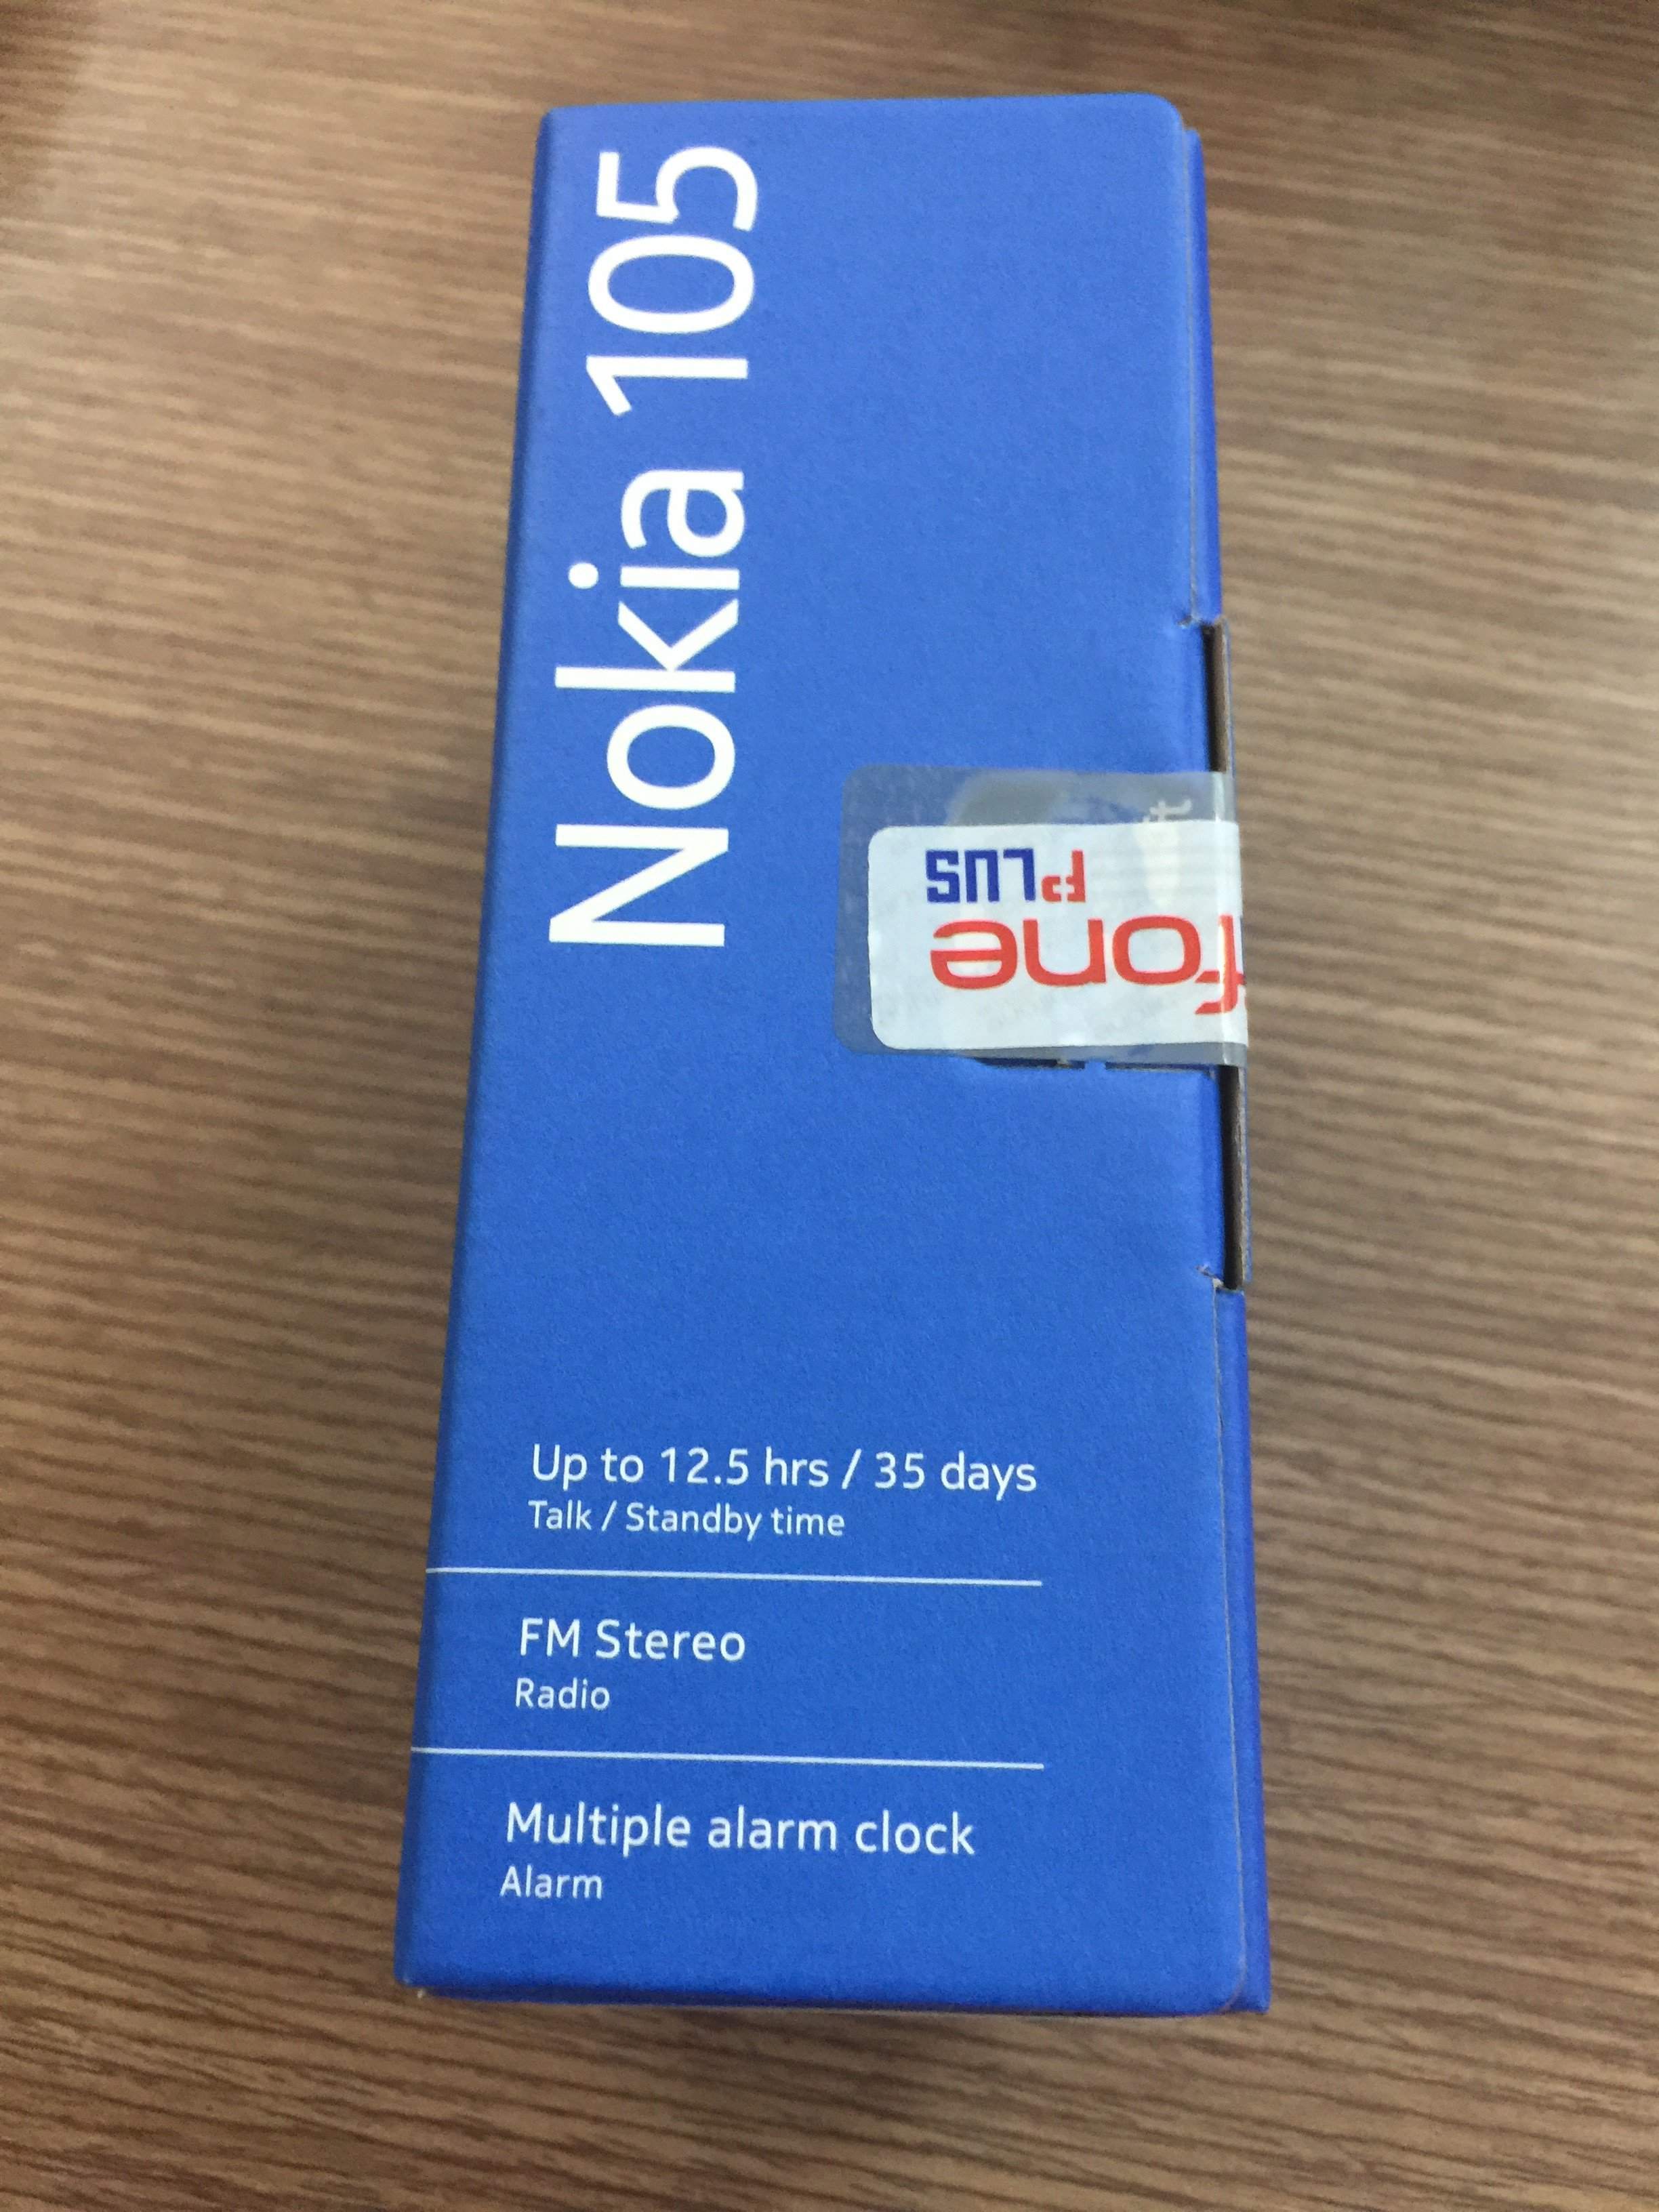 Nokia 105
fone
PLUS
Up to 12.5 hrs / 35 days
Talk / Standby time
FM Stereo
Radio
Multiple alarm clock
Alarm